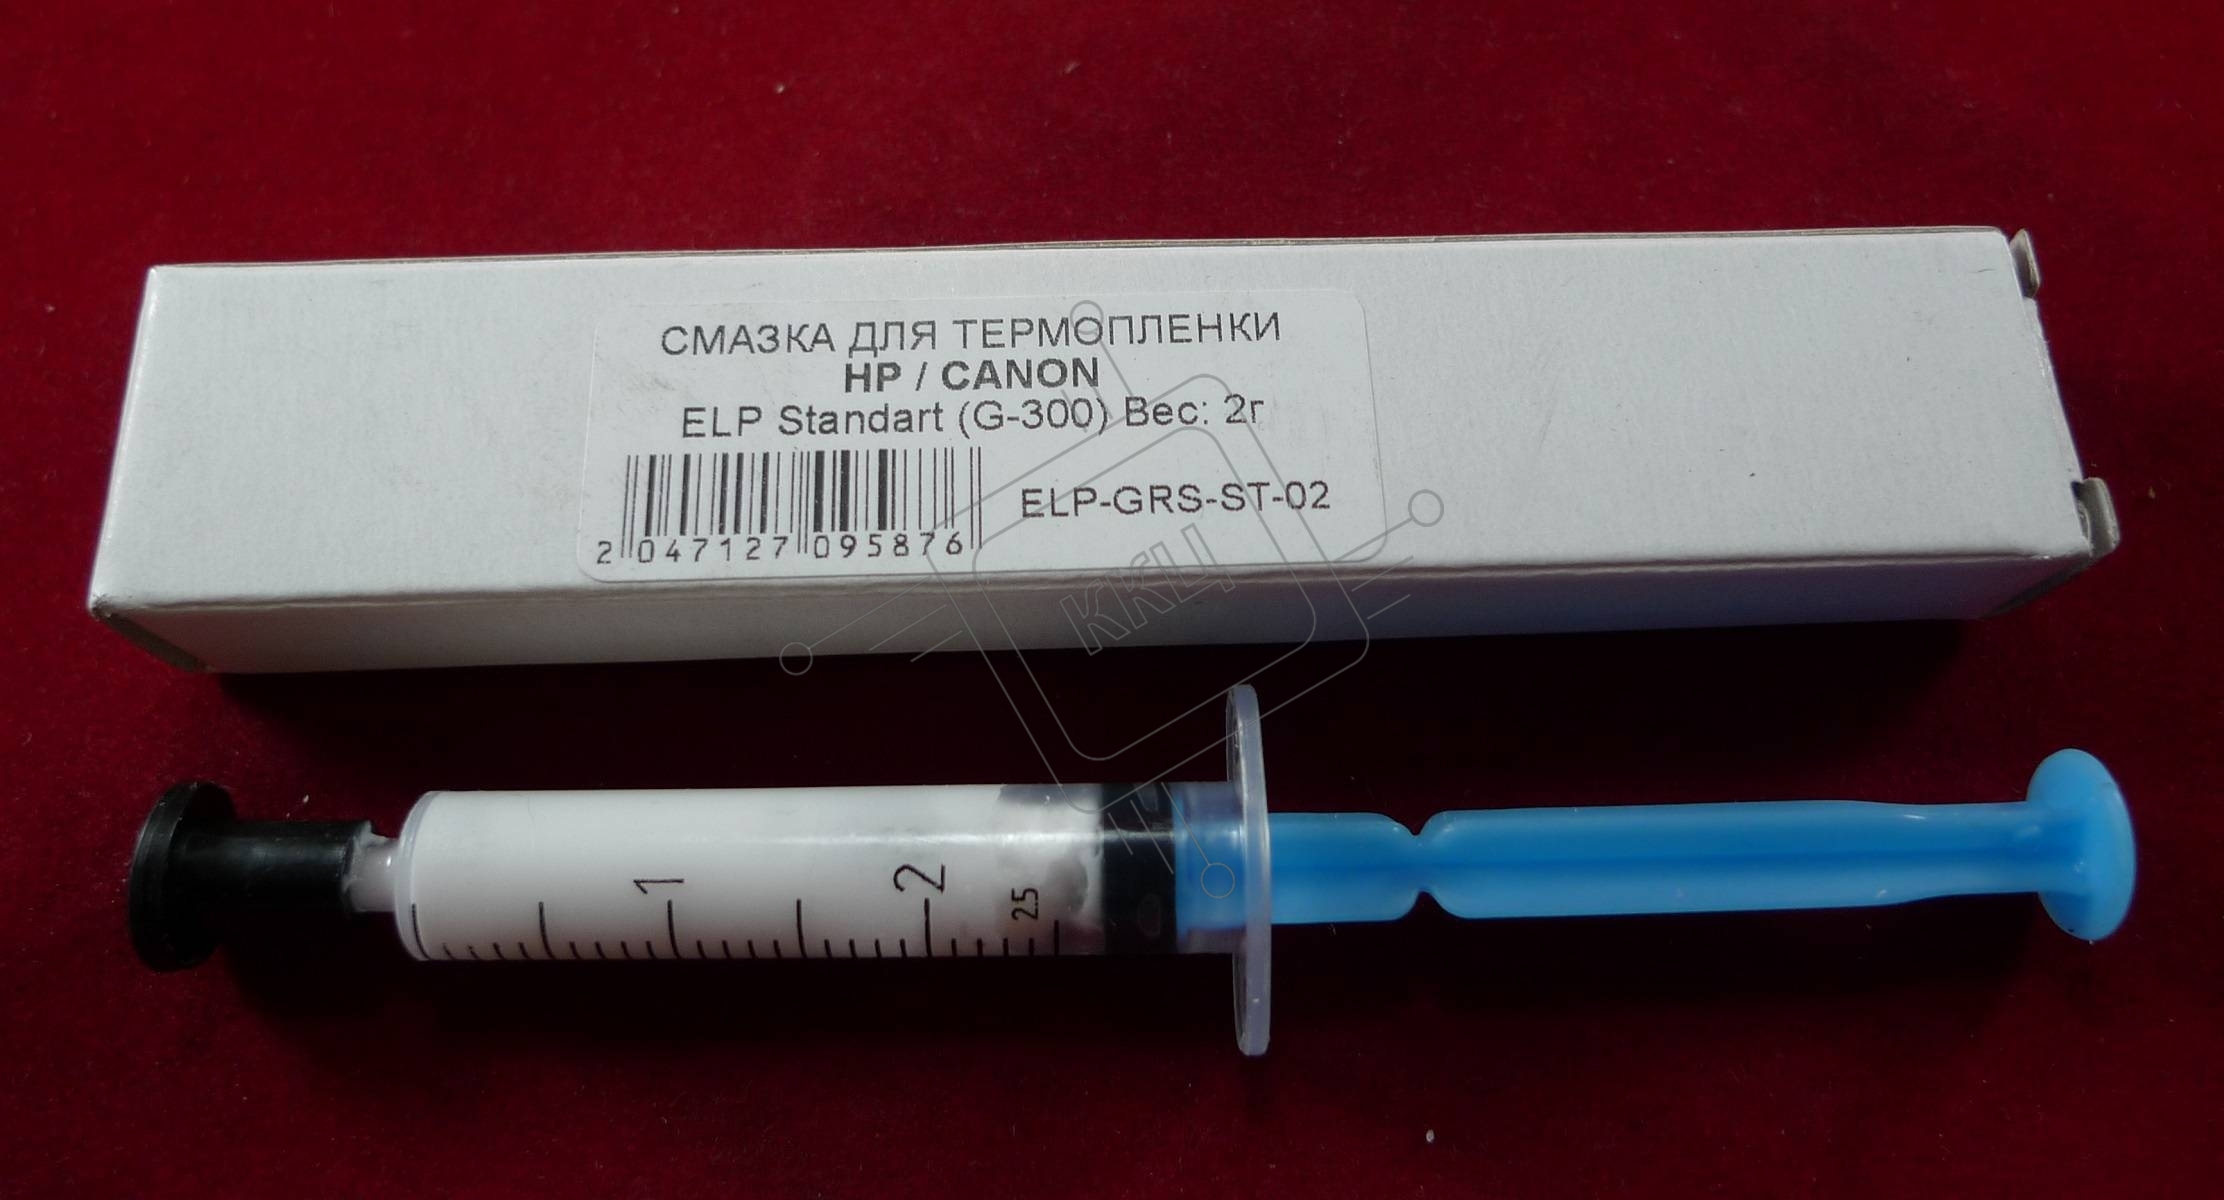 СМАЗКА ДЛЯ ТЕРМОПЛЕНКИ
HP / CANON
ELP Standart (G-300) Вес: 2г
2 047127 095876
ELP-GRS-ST-02
ККЦ
1
2
2.5